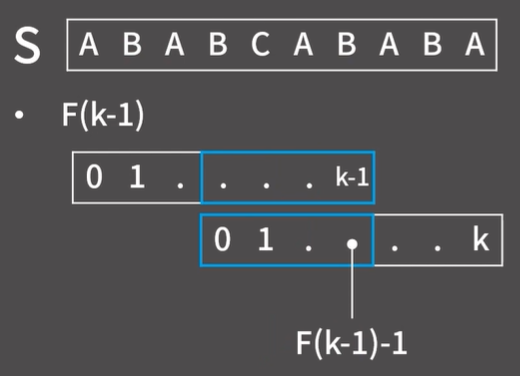 S A B A B C A B A B A
• F(k-1)
0 1 . . . . k-1
0 1 . . . . k
F(k-1)-1